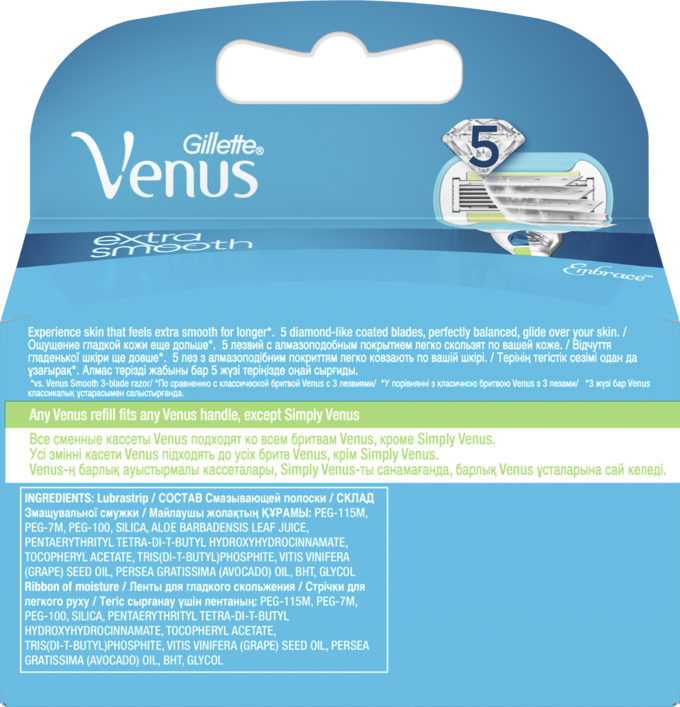 Gillette®
Venus
5
extra
smooth
Embrace™
Experience skin that feels extra smooth for longer*. 5 diamond-like coated blades, perfectly balanced, glide over your skin. /
Ощущение гладкой кожи еще дольше*. 5 лезвий с алмазоподобным покрытием легко скользят по вашей коже. / Відчуття
гладенької шкіри ще довше*. 5 лез з алмазоподібним покриттям легко ковзають по вашій шкірі. / Терінің тегістік сезімі одан да
ұзағырақ*. Алмас тәрізді жабыны бар 5 жүзі теріңізде оңай сырғиды.
*vs. Venus Smooth 3-blade razor/ *По сравнению с классической бритвой Venus с 3 лезвиями/ *У порівнянні з класичною бритвою Venus з 3 лезами/ *3 жүзі бар Venus
классикалық ұстарасымен салыстырғанда.
Any Venus refill fits any Venus handle, except Simply Venus
Все сменные кассеты Venus подходят ко всем бритвам Venus, кроме Simply Venus.
Усі змінні касети Venus підходять до усіх бритв Venus, крім Simply Venus.
Venus-ң барлық ауыстырмалы кассеталары, Simply Venus-ты санамағанда, барлық Venus ұсталарына сай келеді.
INGREDIENTS: Lubrastrip / СОСТАВ Смазывающей полоски / СКЛАД
Змащувальної смужки / Майлаушы жолақтың ҚҰРАМЫ: PEG-115M,
PEG-7M, PEG-100, SILICA, ALOE BARBADENSIS LEAF JUICE,
PENTAERYTHRITYL TETRA-DI-T-BUTYL HYDROXYHYDROCINNAMATE,
TOCOPHERYL ACETATE, TRIS(DI-T-BUTYL)PHOSPHITE, VITIS VINIFERA
(GRAPE) SEED OIL, PERSEA GRATISSIMA (AVOCADO) OIL, BHT, GLYCOL
Ribbon of moisture / Ленты для гладкого скольжения / Стрічки для
легкого руху / Тегіс сырғанау үшін лентаның: PEG-115M, PEG-7M,
PEG-100, SILICA, PENTAERYTHRITYL TETRA-DI-T-BUTYL
HYDROXYHYDROCINNAMATE, TOCOPHERYL ACETATE,
TRIS(DI-T-BUTYL)PHOSPHITE, VITIS VINIFERA (GRAPE) SEED OIL, PERSEA
GRATISSIMA (AVOCADO) OIL, BHT, GLYCOL